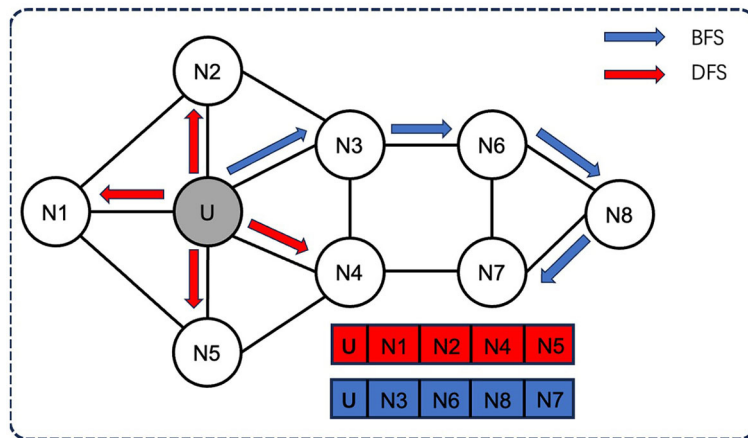 BFS
DFS
N2
N3
N6
N1
U
N8
N4
N7
N5
U N1 N2 N4 N5
U N3 N6 N8 N7